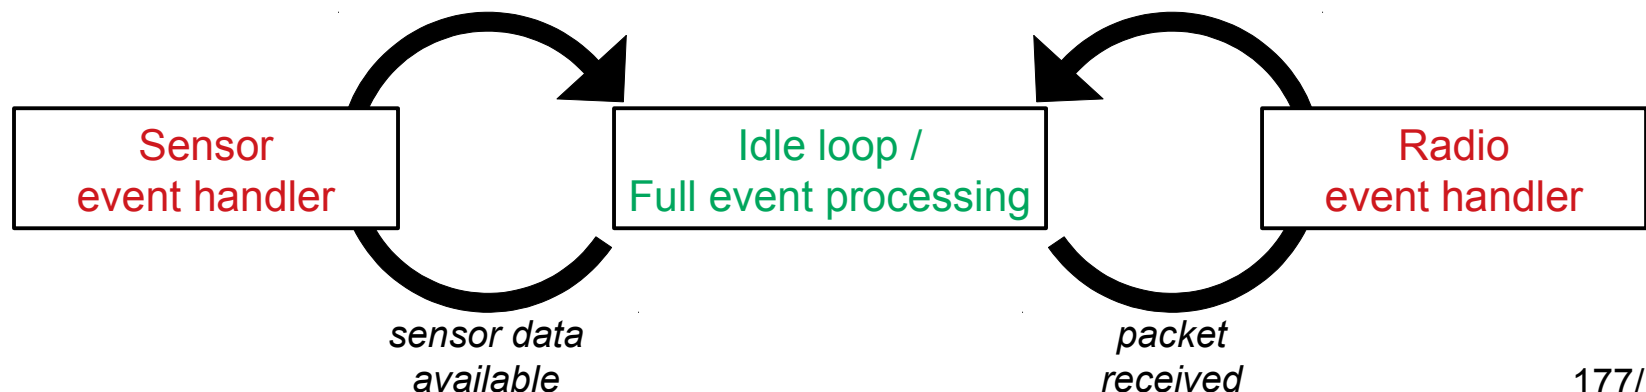 Sensor
event handler
Idle loop /
Full event processing
Radio
event handler
sensor data
available
packet
received
177/